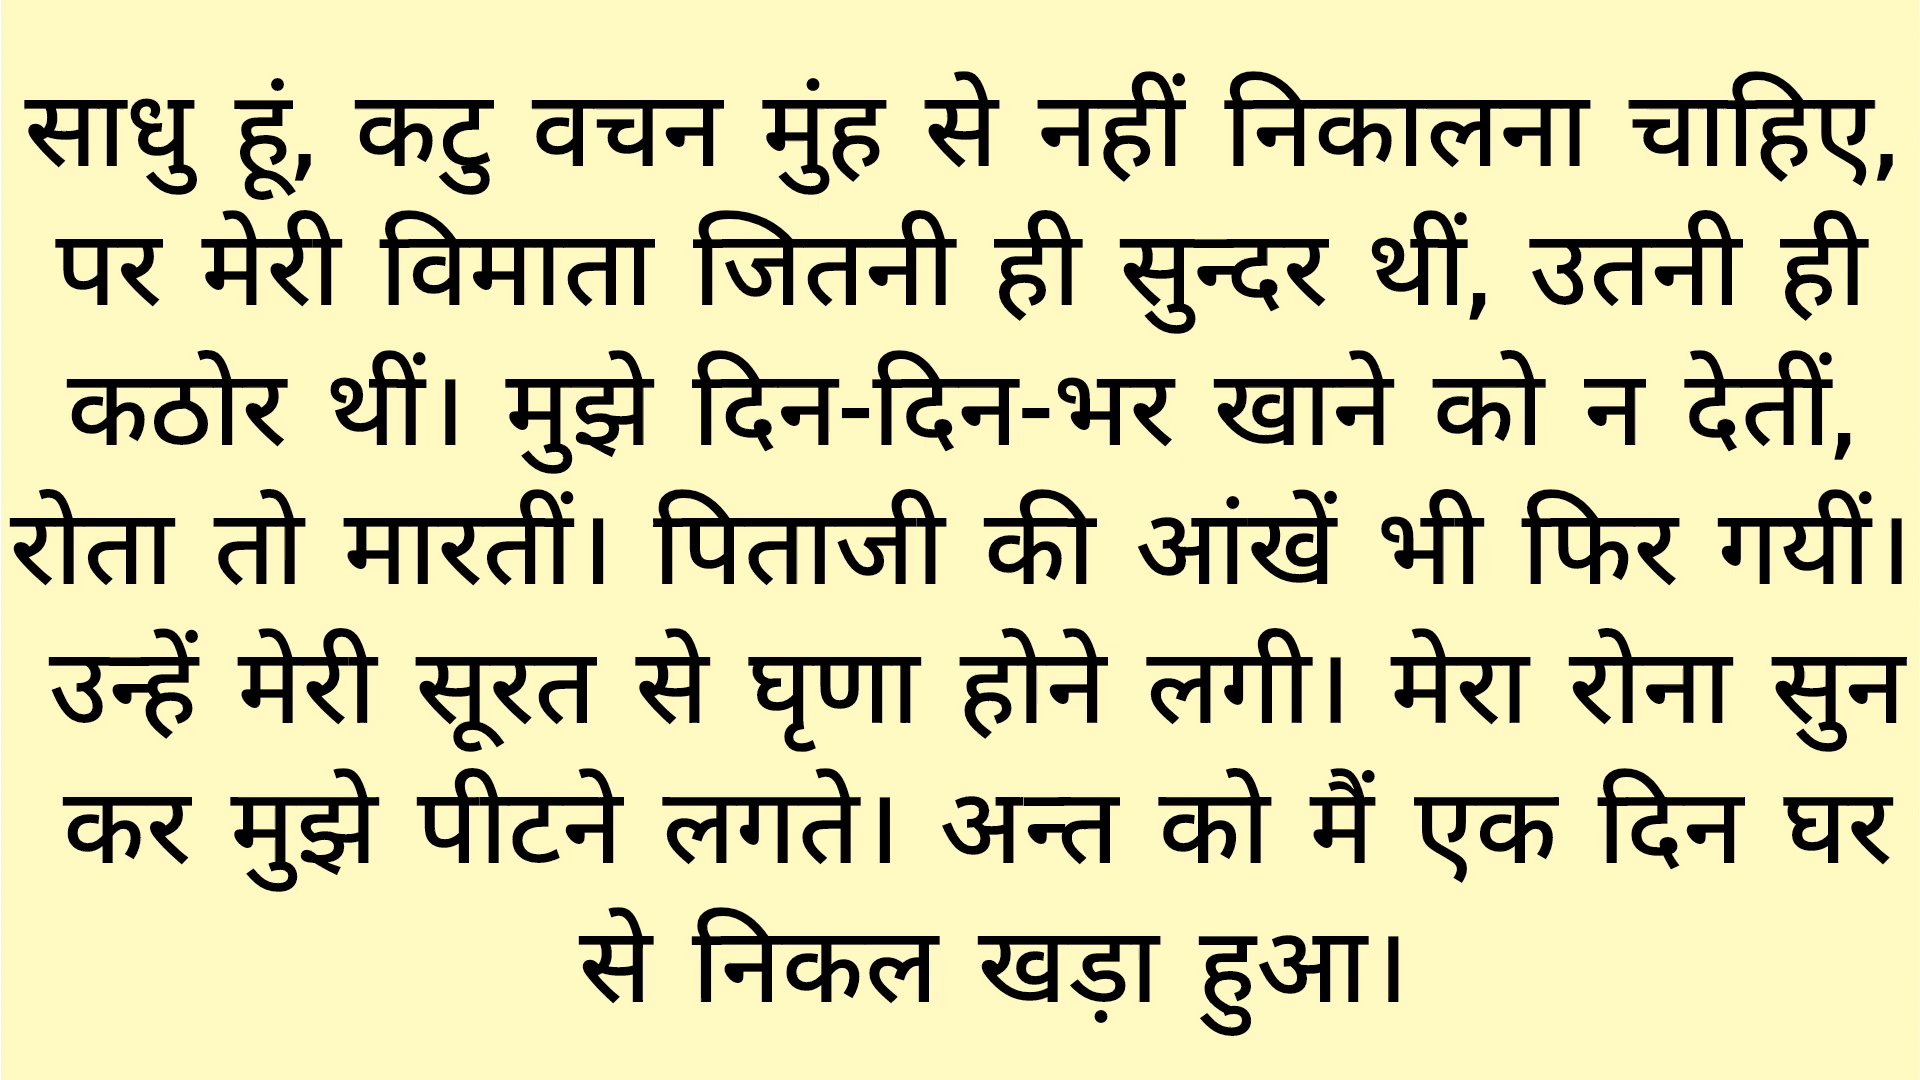 साधु हूं, कटु वचन मुंह से नहीं निकालना चाहिए,
पर मेरी विमाता जितनी ही सुन्दर थीं, उतनी ही
कठोर थीं। मुझे दिन-दिन-भर खाने को न देतीं,
रोता तो मारतीं। पिताजी की आंखें भी फिर गयीं।
उन्हें मेरी सूरत से घृणा होने लगी। मेरा रोना सुन
कर मुझे पीटने लगते। अन्त को मैं एक दिन घर
से निकल खड़ा हुआ।